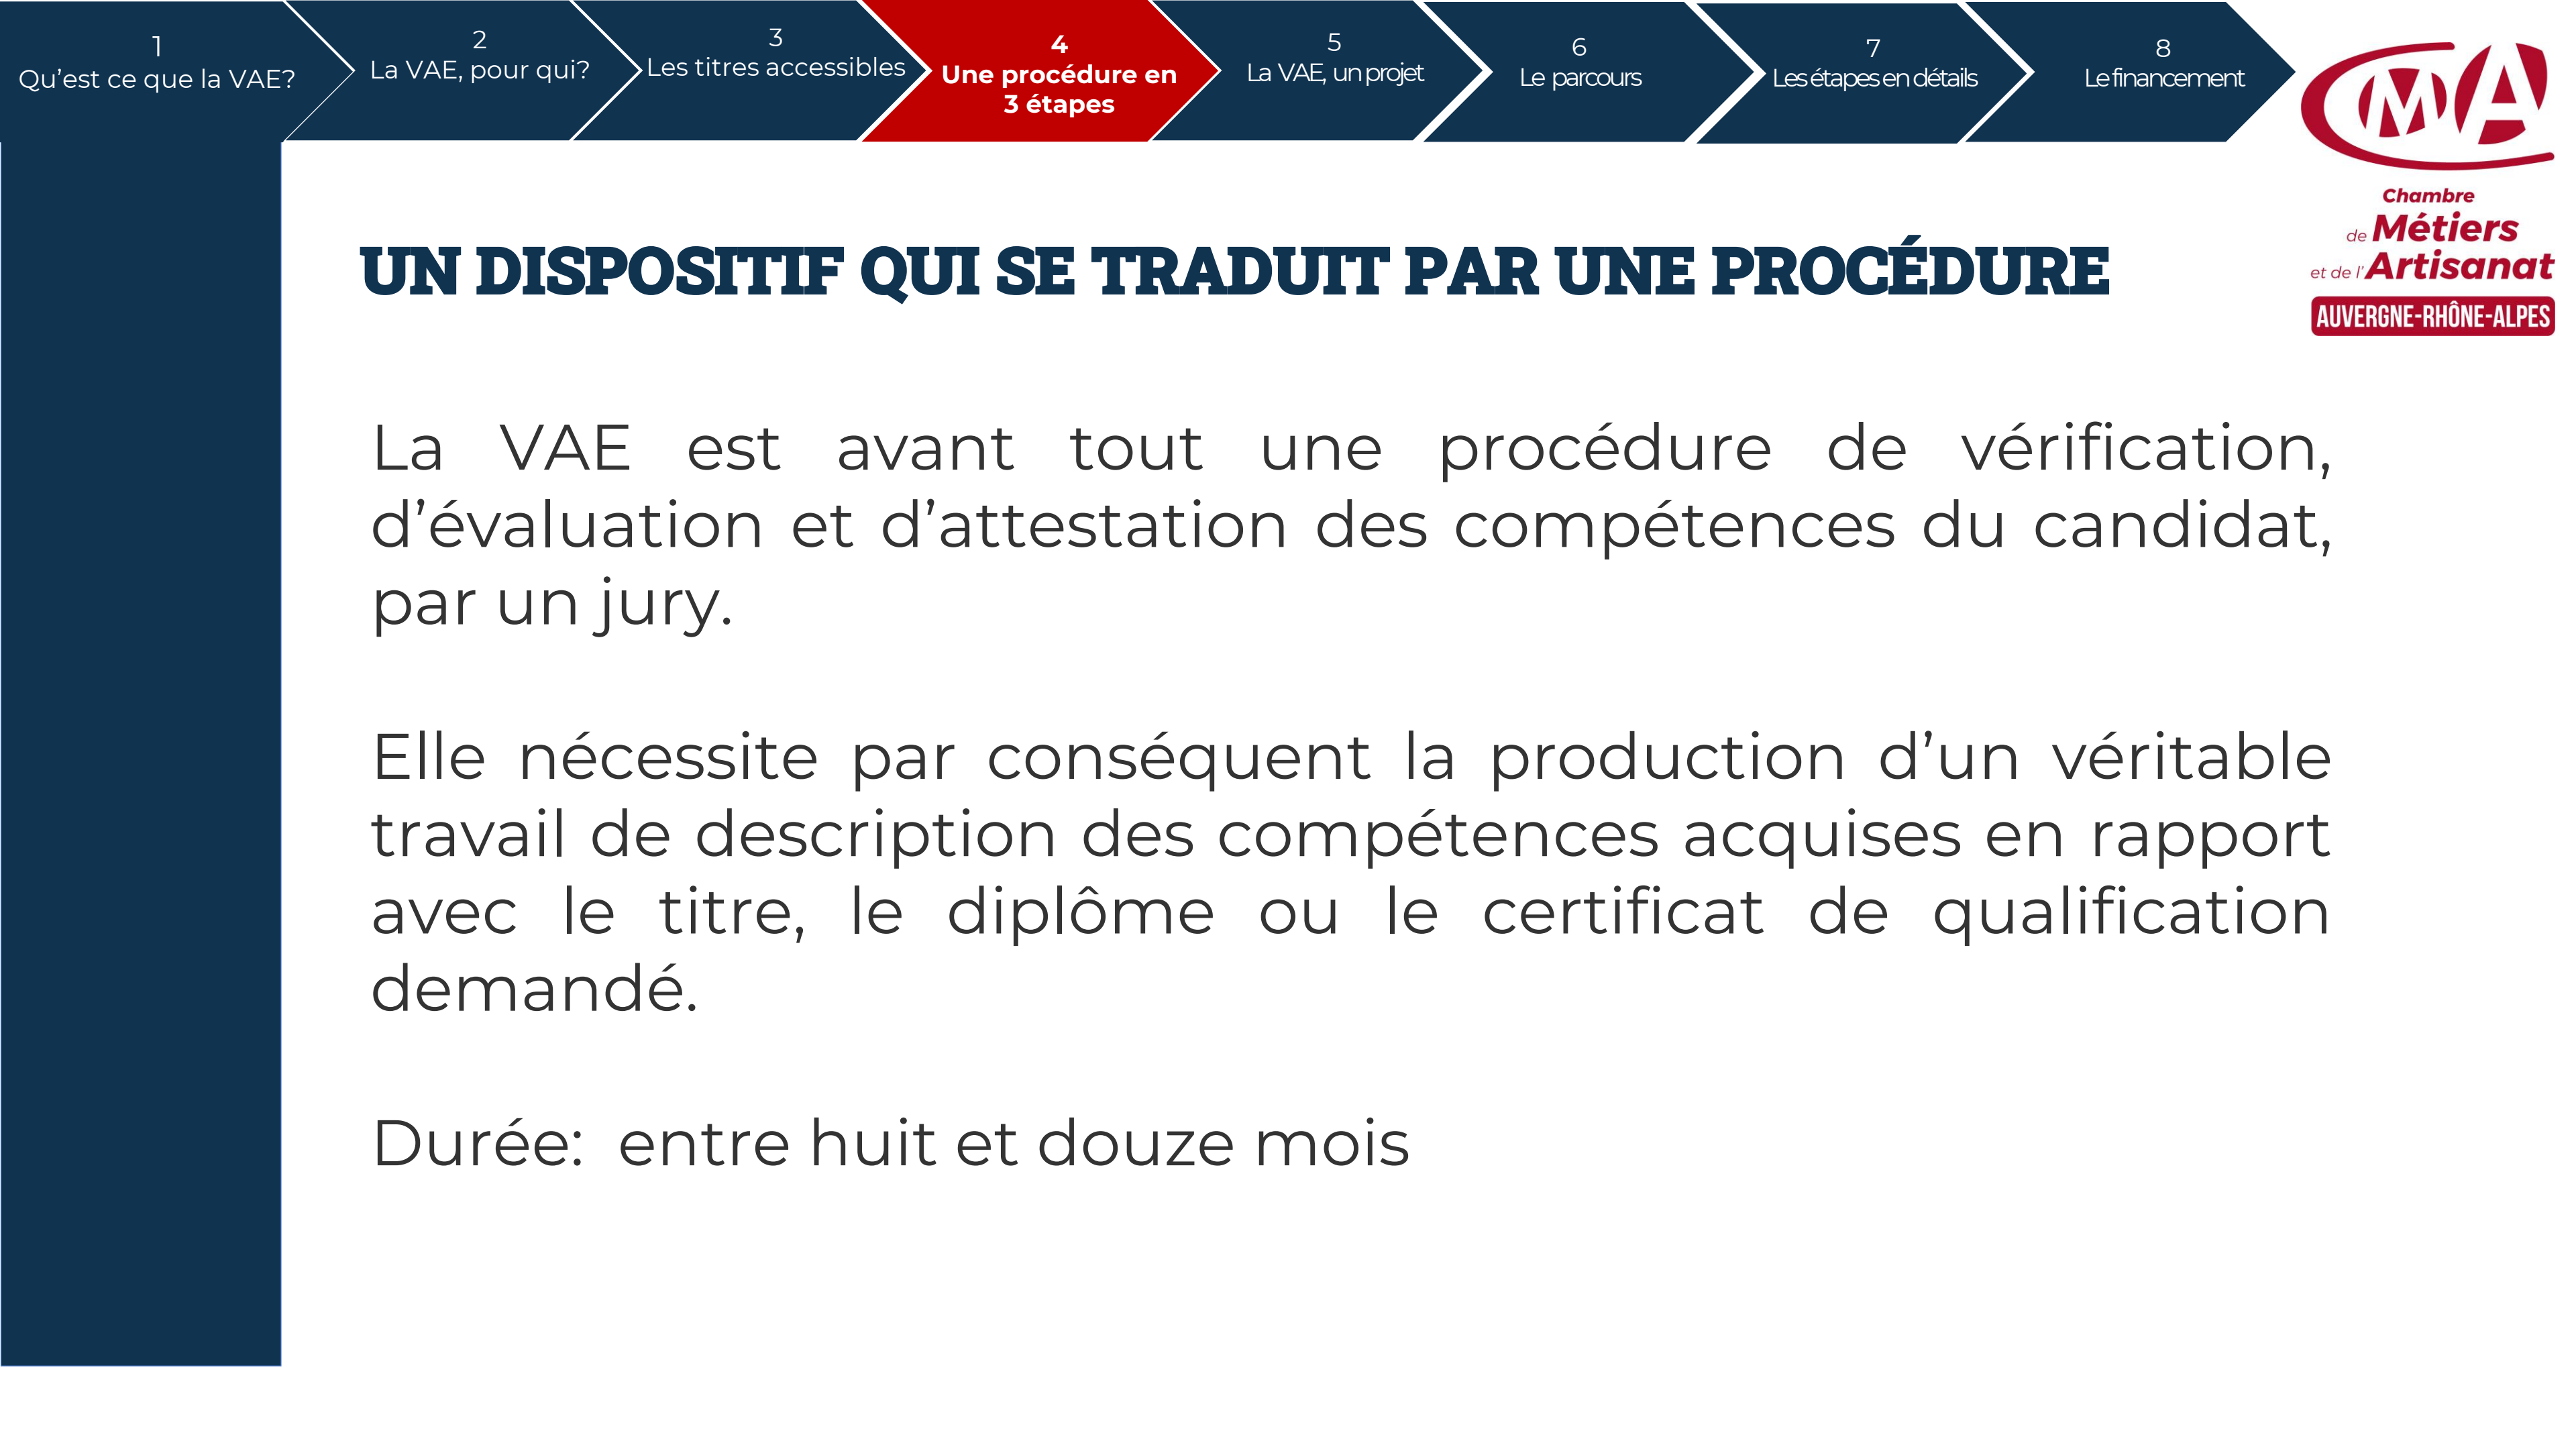 1
Qu’est ce que la VAE?
2
La VAE, pour qui?
3
Les titres accessibles
4
Une procédure en
3 étapes
5
La VAE, un projet
6
Le parcours
7
Les étapes en détails
8
Le financement
CMA
Chambre
de Métiers
et de l’Artisanat
AUVERGNE-RHÔNE-ALPES
UN DISPOSITIF QUI SE TRADUIT PAR UNE PROCÉDURE
La VAE est avant tout une procédure de vérification,
d’évaluation et d’attestation des compétences du candidat,
par un jury.
Elle nécessite par conséquent la production d’un véritable
travail de description des compétences acquises en rapport
avec le titre, le diplôme ou le certificat de qualification
demandé.
Durée:  entre huit et douze mois